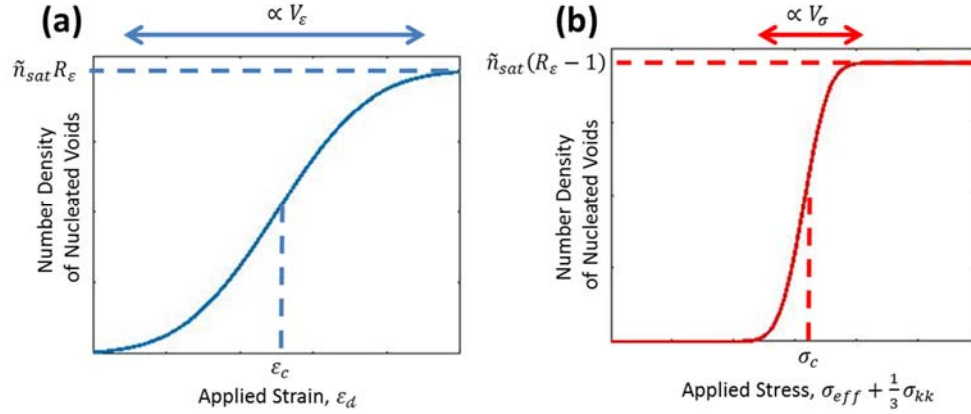 (a)
∝ V_ε
ñ_sat R_ε
Number Density
of Nucleated Voids
ε_c
Applied Strain, ε_d
(b)
∝ V_σ
ñ_sat(R_ε − 1)
Number Density
of Nucleated Voids
σ_c
Applied Stress, σ_eff + 1/3 σ_kk